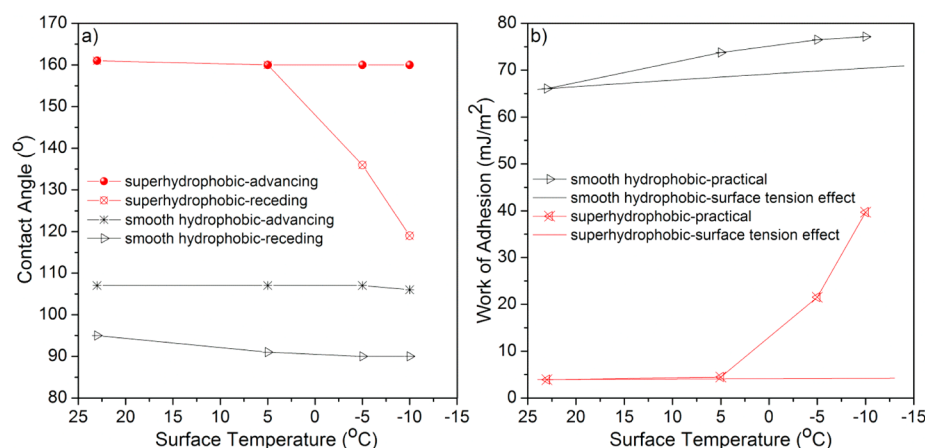 a)
170
160
150
140
130
120
110
100
90
80
Contact Angle (°)
superhydrophobic-advancing
superhydrophobic-receding
smooth hydrophobic-advancing
smooth hydrophobic-receding
25 20 15 10 5 0 -5 -10 -15
Surface Temperature (°C)
b)
80
70
60
50
40
30
20
10
0
Work of Adhesion (mJ/m²)
smooth hydrophobic-practical
smooth hydrophobic-surface tension effect
superhydrophobic-practical
superhydrophobic-surface tension effect
25 20 15 10 5 0 -5 -10 -15
Surface Temperature (°C)